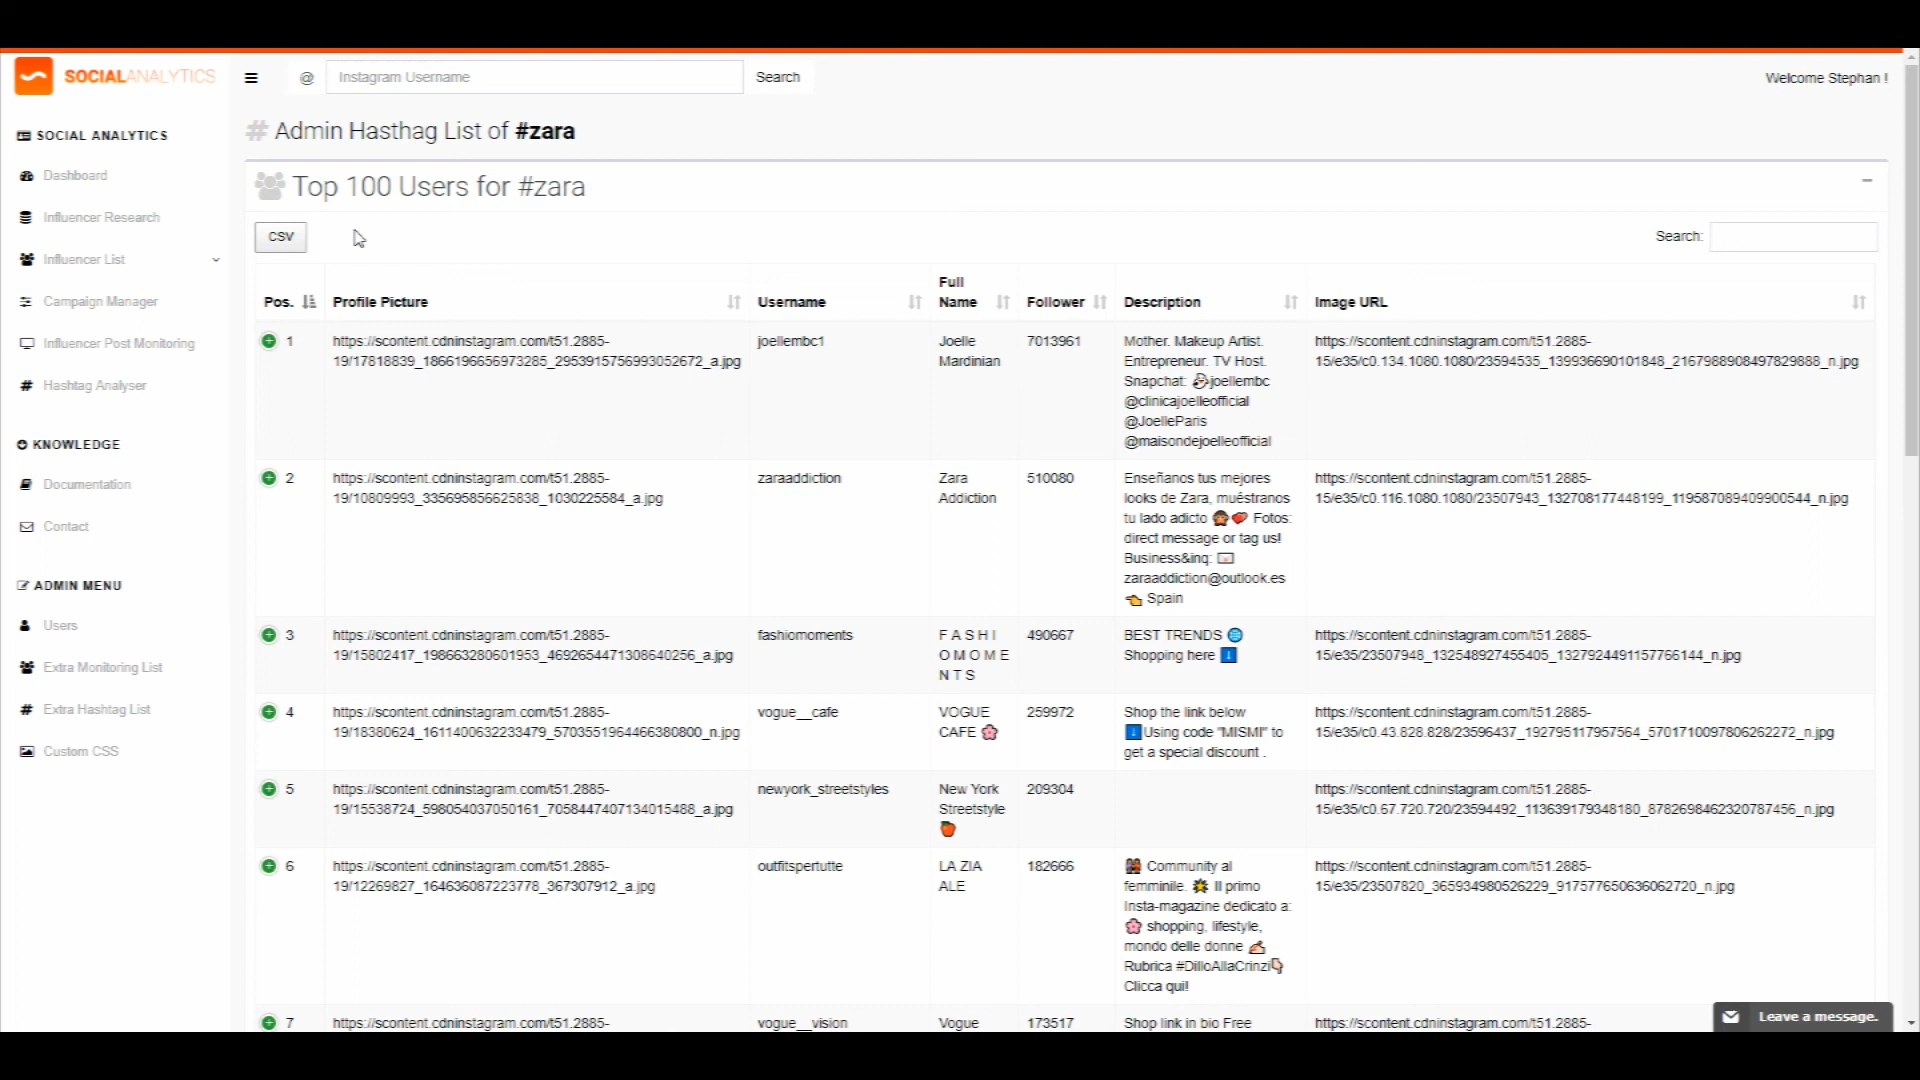 SOCIALANALYTICS
@ Instagram Username Search
Welcome Stephan !
SOCIAL ANALYTICS
Dashboard
Influencer Research
Influencer List
Campaign Manager
Influencer Post Monitoring
# Hashtag Analyser
KNOWLEDGE
Documentation
Contact
ADMIN MENU
Users
Extra Monitoring List
# Extra Hashtag List
Custom CSS
# Admin Hasthag List of #zara
Top 100 Users for #zara
CSV
Search:
Pos. Profile Picture Username Full Name Follower Description Image URL
1
https://scontent.cdninstagram.com/t51.2885-
19/17818839_1866196656973285_2953915756993052672_a.jpg
joellembc1
Joelle
Mardinian
7013961
Mother. Makeup Artist.
Entrepreneur. TV Host.
Snapchat: 👻joellembc
@clinicajoelleofficial
@JoelleParis
@maisondejoelleofficial
https://scontent.cdninstagram.com/t51.2885-
15/e35/c0.134.1080.1080/23594535_139936690101848_2167988908497829888_n.jpg
2
https://scontent.cdninstagram.com/t51.2885-
19/10809993_335695856625838_1030225584_a.jpg
zaraaddiction
Zara
Addiction
510080
Enseñanos tus mejores
looks de Zara, muéstranos
tu lado adicto 🙊💕 Fotos:
direct message or tag us!
Business&inq: 💌
zaraaddiction@outlook.es
👈 Spain
https://scontent.cdninstagram.com/t51.2885-
15/e35/c0.116.1080.1080/23507943_132708177448199_119587089409900544_n.jpg
3
https://scontent.cdninstagram.com/t51.2885-
19/15802417_198663280601953_4692654471308640256_a.jpg
fashiomoments
F A S H I
O M O M E
N T S
490667
BEST TRENDS 🌐
Shopping here ⬇
https://scontent.cdninstagram.com/t51.2885-
15/e35/23507948_132548927455405_1327924491157766144_n.jpg
4
https://scontent.cdninstagram.com/t51.2885-
19/18380624_1611400632233479_5703551964466380800_n.jpg
vogue__cafe
VOGUE
CAFE 🌸
259972
Shop the link below
⬇Using code "MISMI" to
get a special discount .
https://scontent.cdninstagram.com/t51.2885-
15/e35/c0.43.828.828/23596437_192795117957564_5701710097806262272_n.jpg
5
https://scontent.cdninstagram.com/t51.2885-
19/15538724_598054037050161_7058447407134015488_a.jpg
newyork_streetstyles
New York
Streetstyle
🍎
209304
https://scontent.cdninstagram.com/t51.2885-
15/e35/c0.67.720.720/23594492_113639179348180_8782698462320787456_n.jpg
6
https://scontent.cdninstagram.com/t51.2885-
19/12269827_164636087223778_367307912_a.jpg
outfitspertutte
LA ZIA
ALE
182666
👭 Community al
femminile. 🌟 Il primo
Insta-magazine dedicato a:
🌸 shopping, lifestyle,
mondo delle donne ✍
Rubrica #DilloAllaCrinzi👇
Clicca qui!
https://scontent.cdninstagram.com/t51.2885-
15/e35/23507820_365934980526229_917577650636062720_n.jpg
7
https://scontent.cdninstagram.com/t51.2885-
vogue__vision
Vogue
173517
Shop link in bio Free
https://scontent.cdninstagram.com/t51.2885-
Leave a message.